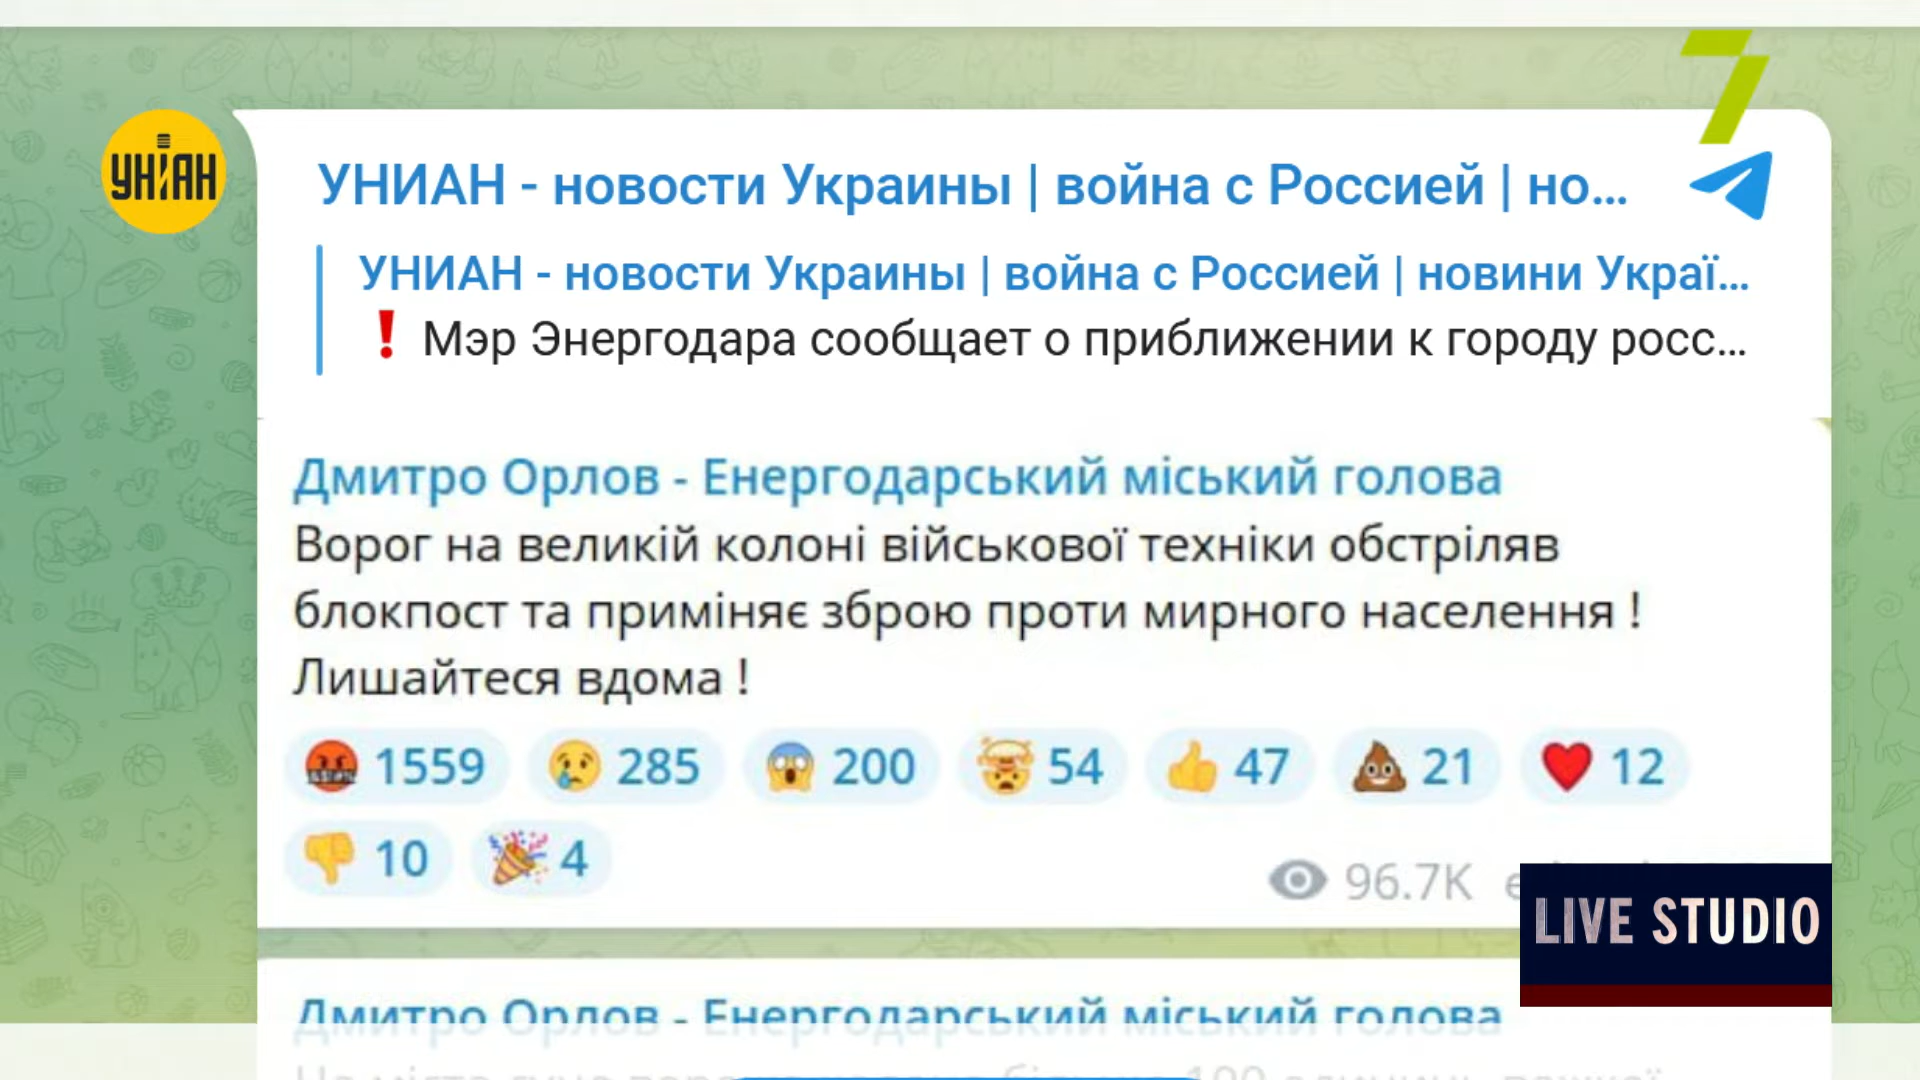 7
УНІАН
УНИАН - новости Украины | война с Россией | но...
УНИАН - новости Украины | война с Россией | новини Украї...
❗ Мэр Энергодара сообщает о приближении к городу росс...
Дмитро Орлов - Енергодарський міський голова
Ворог на великій колоні військової техніки обстріляв
блокпост та приміняє зброю проти мирного населення !
Лишайтеся вдома !
🤬 1559 😢 285 😱 200 🤯 54 👍 47 💩 21 ❤️ 12
👎 10 🎉 4
96.7K
LIVE STUDIO
Дмитро Орлов - Енергодарський міський голова